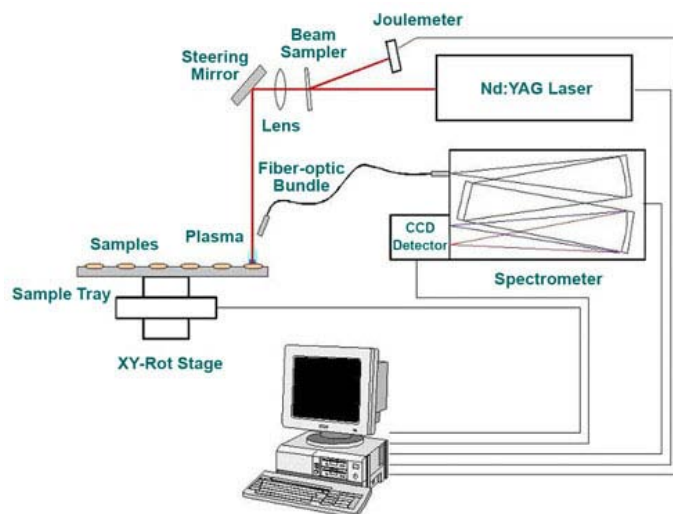 Joulemeter
Beam
Sampler
Steering
Mirror
Nd:YAG Laser
Lens
Fiber-optic
Bundle
Plasma
Samples
CCD
Detector
Spectrometer
Sample Tray
XY-Rot Stage